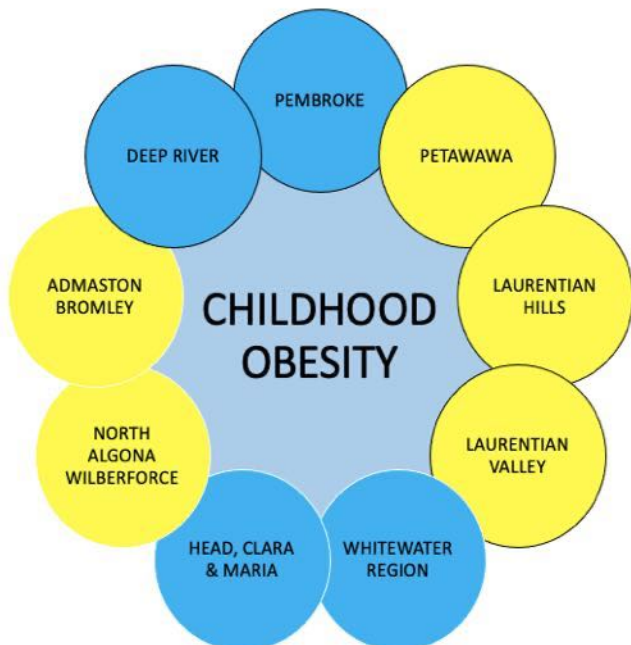 PEMBROKE
DEEP RIVER
PETAWAWA
ADMASTON
BROMLEY
LAURENTIAN
HILLS
CHILDHOOD
OBESITY
NORTH
ALGONA
WILBERFORCE
LAURENTIAN
VALLEY
HEAD, CLARA
& MARIA
WHITEWATER
REGION